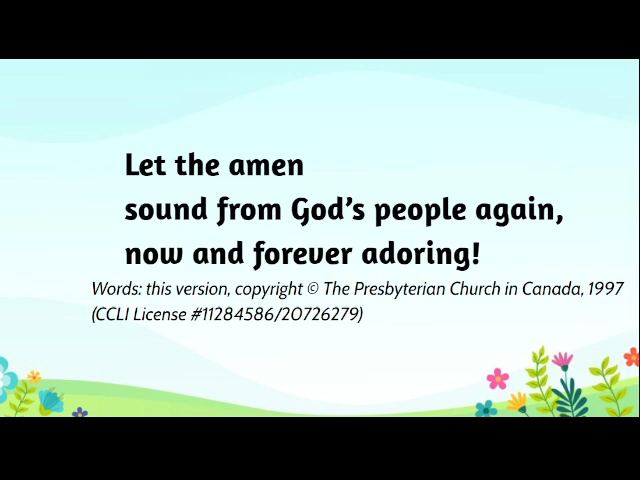 Let the amen
sound from God’s people again,
now and forever adoring!
Words: this version, copyright © The Presbyterian Church in Canada, 1997
(CCLI License #11284586/20726279)